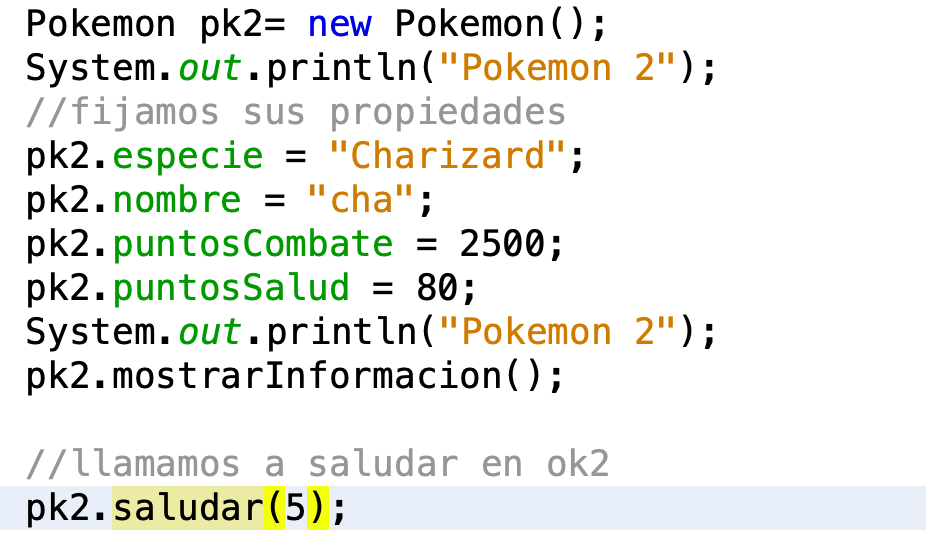 Pokemon pk2= new Pokemon();
System.out.println("Pokemon 2");
//fijamos sus propiedades
pk2.especie = "Charizard";
pk2.nombre = "cha";
pk2.puntosCombate = 2500;
pk2.puntosSalud = 80;
System.out.println("Pokemon 2");
pk2.mostrarInformacion();
//llamamos a saludar en ok2
pk2.saludar(5);